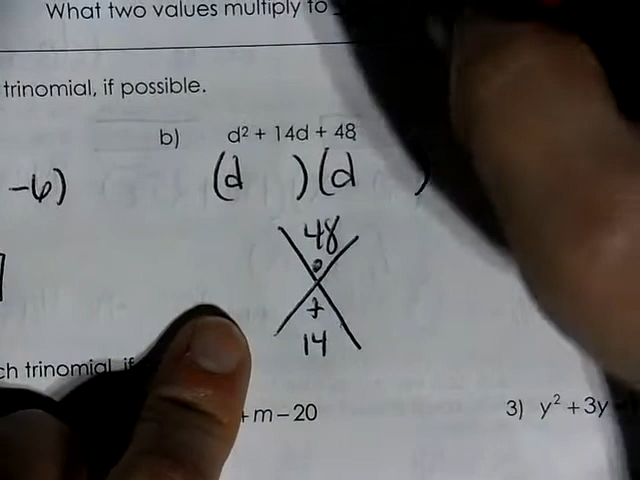 What two values multiply to
trinomial, if possible.
b) d² + 14d + 48
-6)
(d )(d )
48
•
+
14
ch trinomial, if
+ m - 20
3) y² + 3y